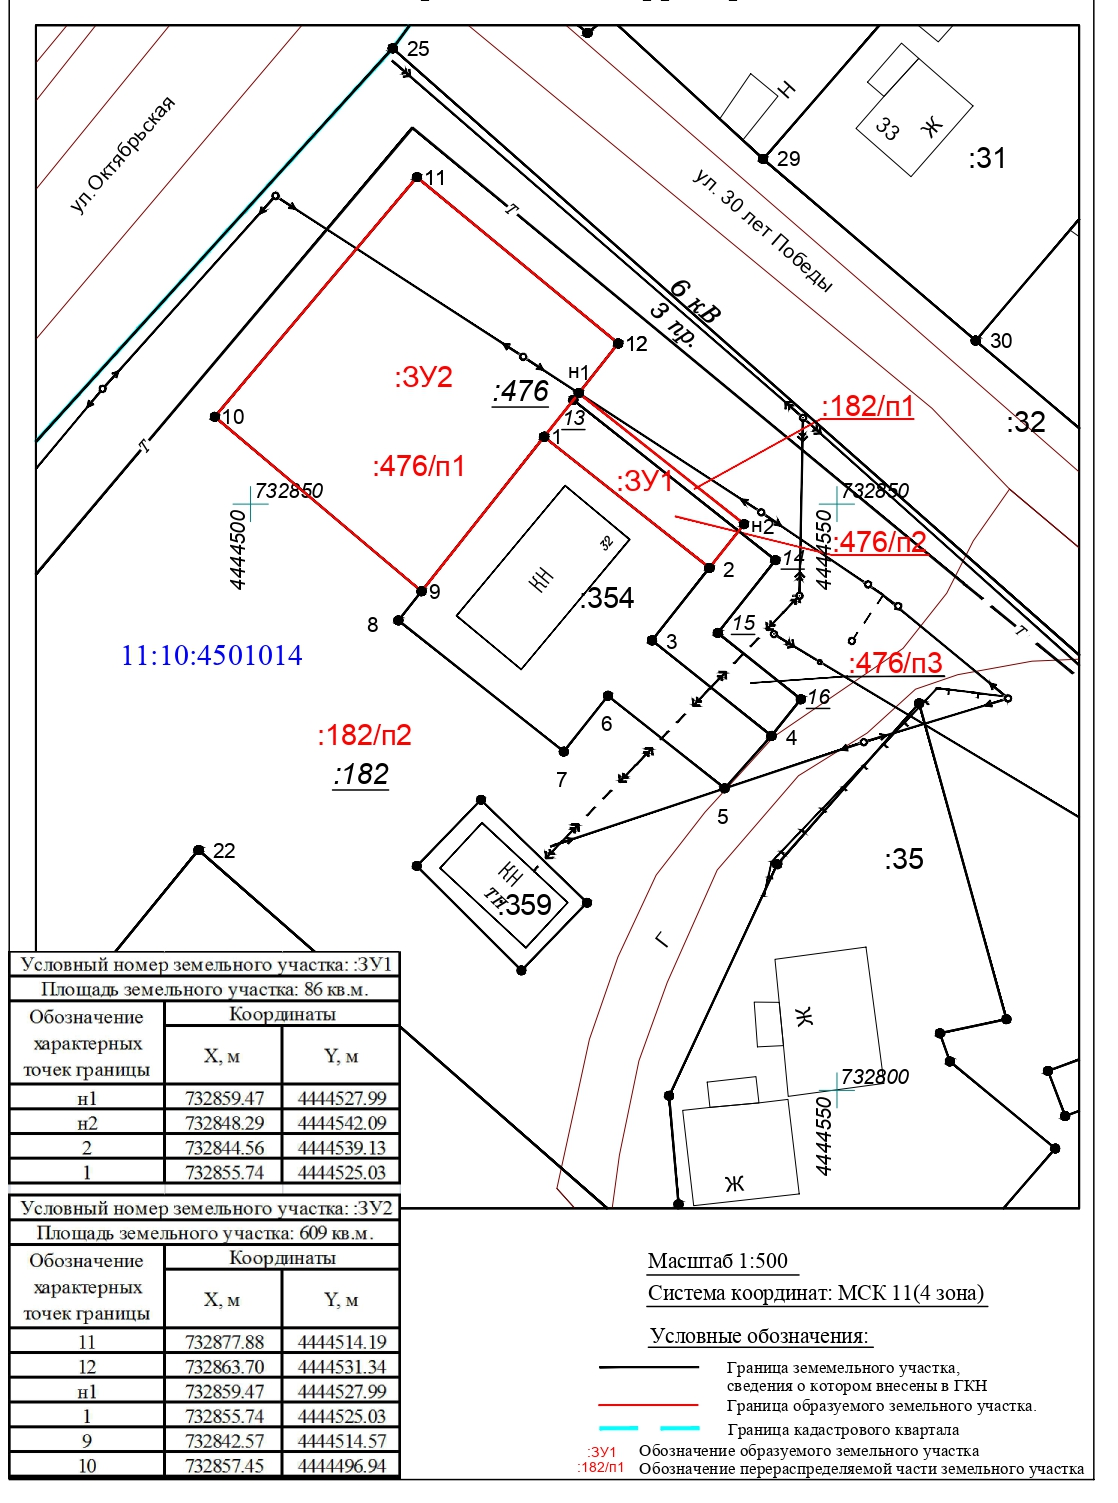 25
ул.Октябрьская
11
Т
Н
29
33
Ж
:31
ул. 30 лет Победы
6 кВ
3 пр.
30
12
н1
:ЗУ2
:476
13
:182/п1
:32
10
1
Т
:476/п1
:ЗУ1
732850
4444500
732850
4444550
н2
:476/п2
32
КН
2
14
:354
9
8
3
15
Т
11:10:4501014
:476/п3
16
6
4
:182/п2
:182
7
5
22
КН
ТП
:359
:35
Г
Ж
732800
4444550
Ж
Условный номер земельного участка: :ЗУ1
Площадь земельного участка: 86 кв.м.
Обозначение характерных точек границы
Координаты
X, м Y, м
н1 732859.47 4444527.99
н2 732848.29 4444542.09
2 732844.56 4444539.13
1 732855.74 4444525.03
Условный номер земельного участка: :ЗУ2
Площадь земельного участка: 609 кв.м.
Обозначение характерных точек границы
Координаты
X, м Y, м
11 732877.88 4444514.19
12 732863.70 4444531.34
н1 732859.47 4444527.99
1 732855.74 4444525.03
9 732842.57 4444514.57
10 732857.45 4444496.94
Масштаб 1:500
Система координат: МСК 11(4 зона)
Условные обозначения:
Границаземемельного участка,
сведения о котором внесены в ГКН
Граница образуемого земельного участка.
Граница кадастрового квартала
:ЗУ1 Обозначение образуемого земельного участка
:182/п1 Обозначение перераспределяемой части земельного участка